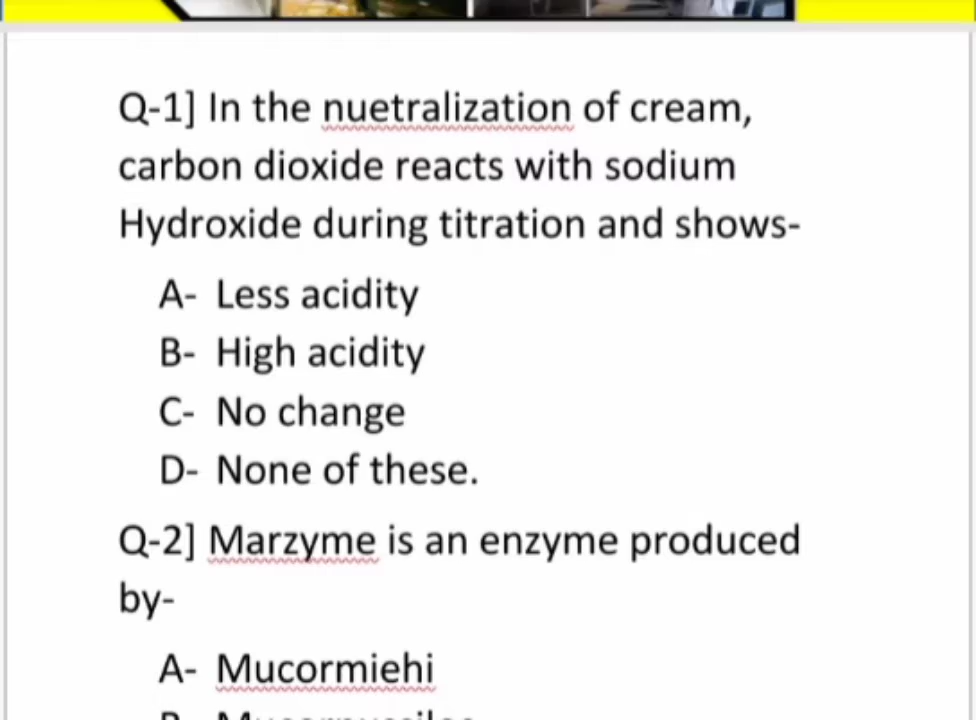 Q-1] In the nuetralization of cream,
carbon dioxide reacts with sodium
Hydroxide during titration and shows-
A- Less acidity
B- High acidity
C- No change
D- None of these.
Q-2] Marzyme is an enzyme produced
by-
A- Mucormiehi